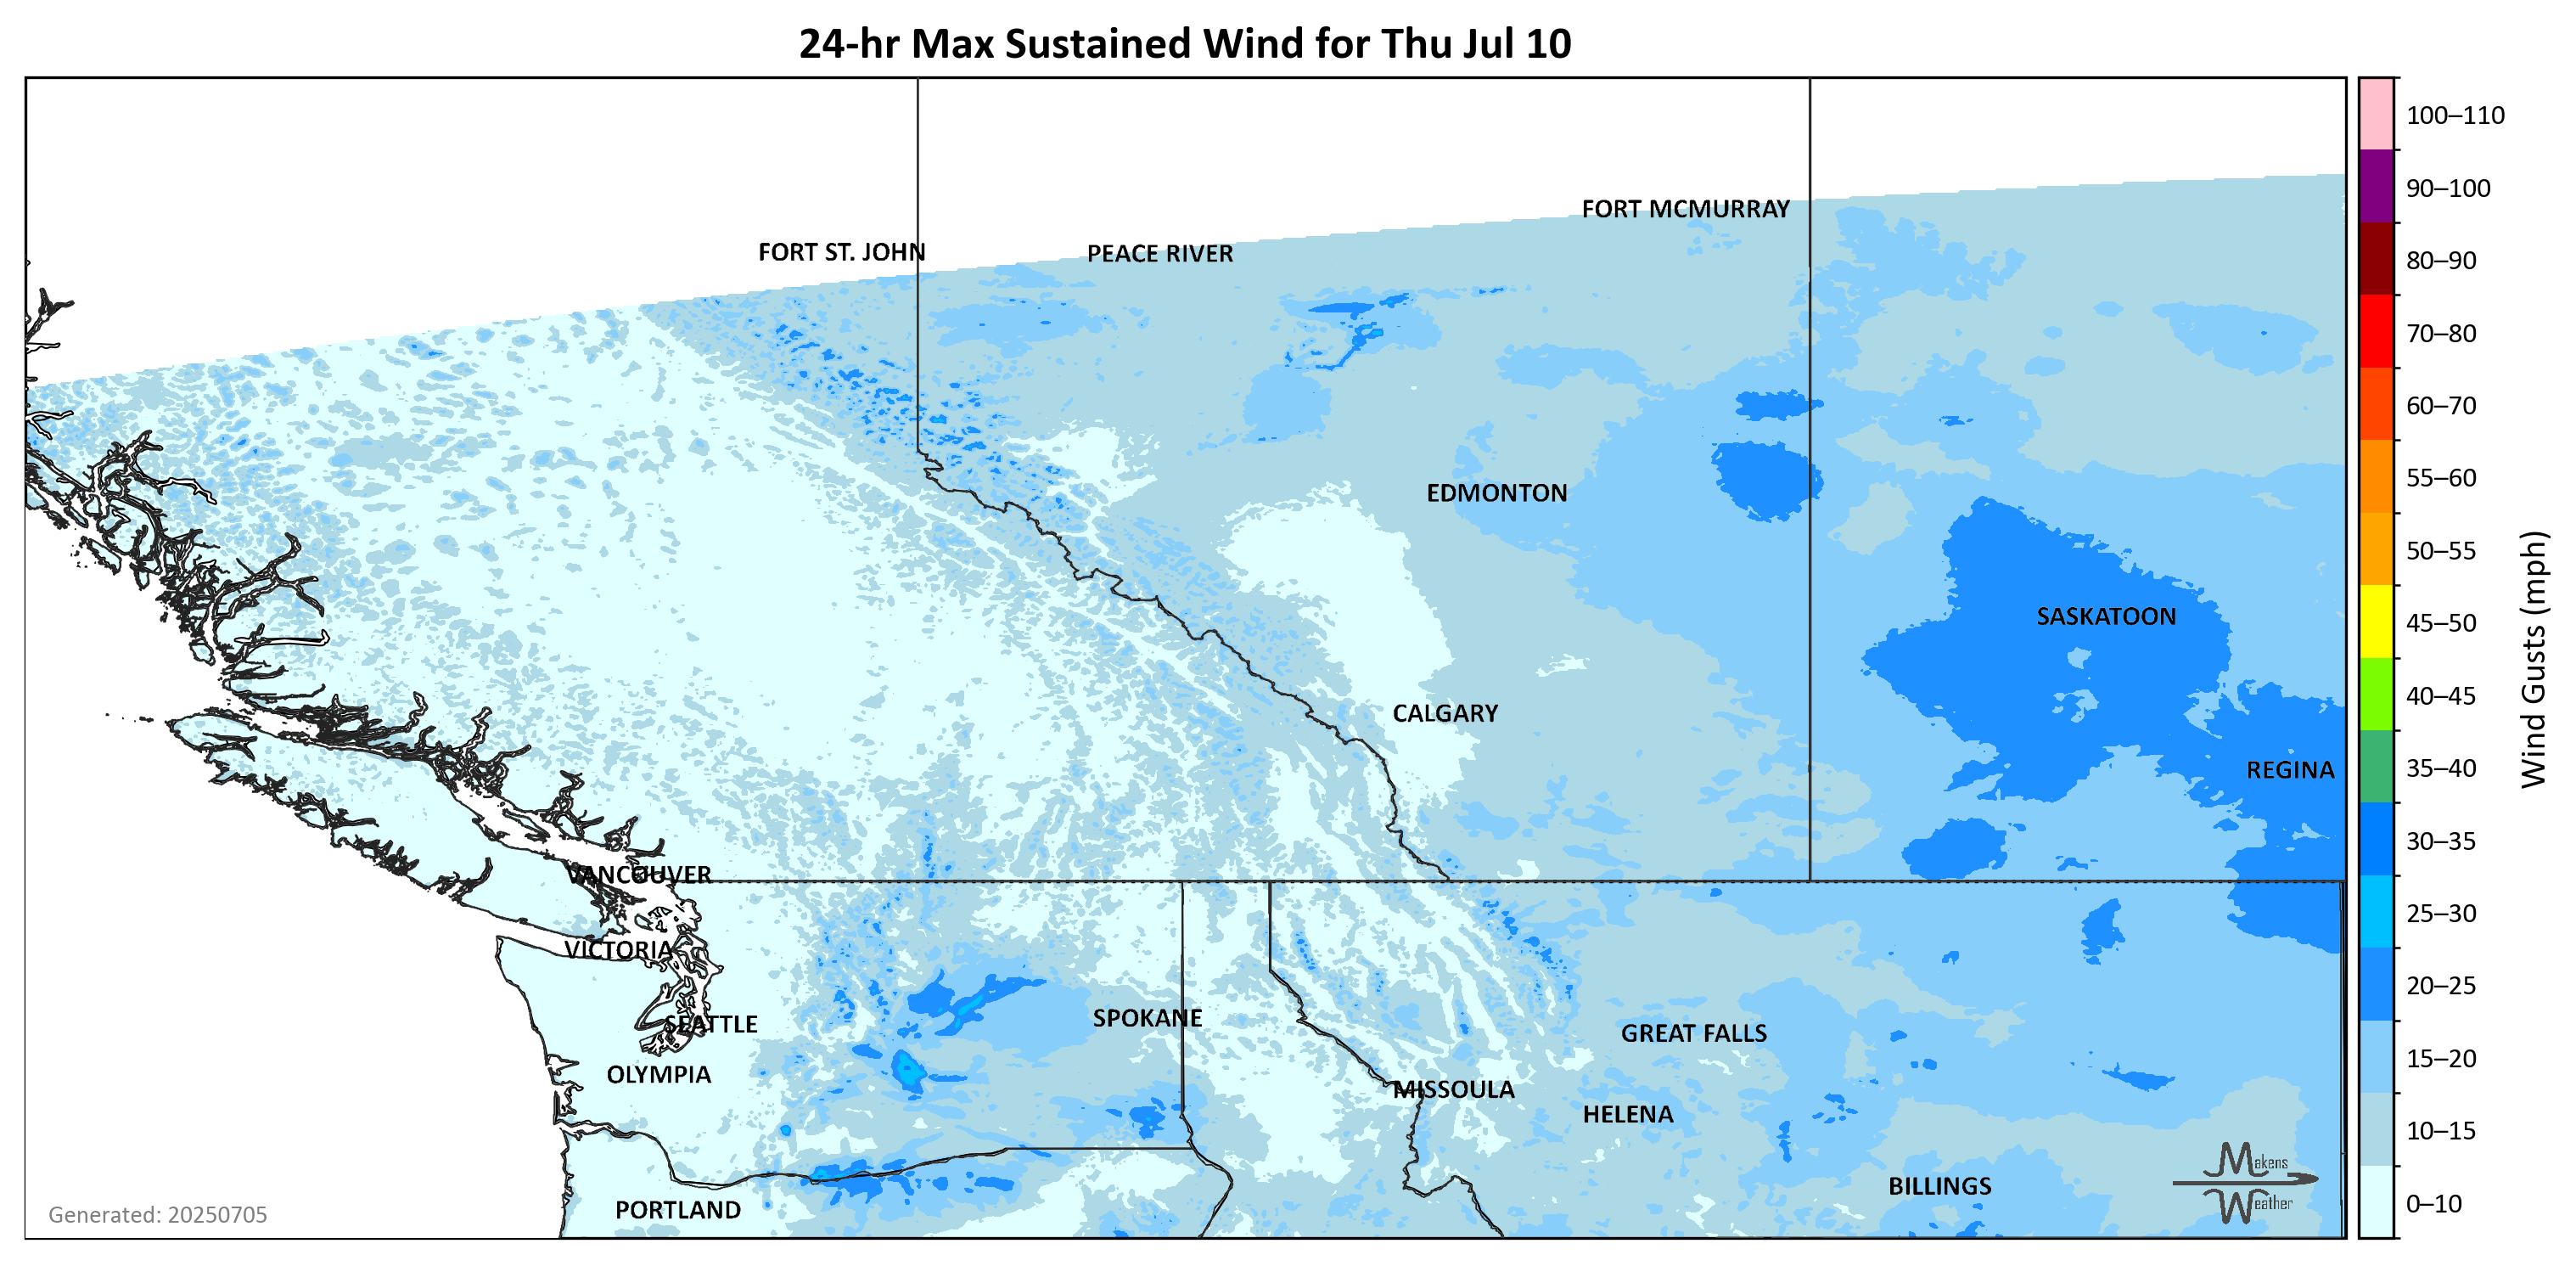 24-hr Max Sustained Wind for Thu Jul 10
100–110
90–100
80–90
70–80
60–70
55–60
50–55
45–50
40–45
35–40
30–35
25–30
20–25
15–20
10–15
0–10
Wind Gusts (mph)
FORT MCMURRAY
FORT ST. JOHN
PEACE RIVER
EDMONTON
SASKATOON
CALGARY
REGINA
VANCOUVER
VICTORIA
SEATTLE
SPOKANE
GREAT FALLS
OLYMPIA
MISSOULA
HELENA
BILLINGS
PORTLAND
Makens
Weather
Generated: 20250705